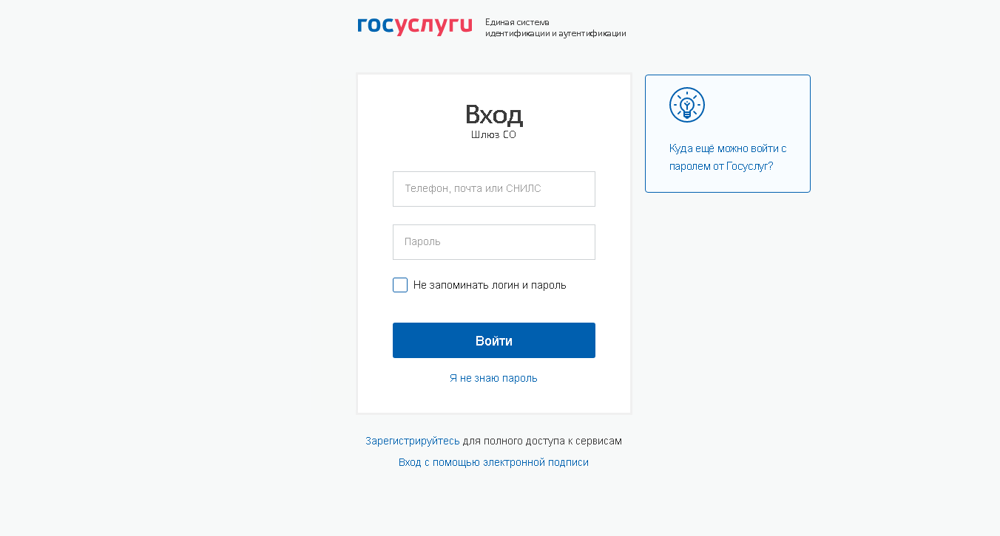 госуслуги
Единая система
идентификации и аутентификации
Вход
Шлюз СО
Телефон, почта или СНИЛС
Пароль
Не запоминать логин и пароль
Войти
Я не знаю пароль
Зарегистрируйтесь для полного доступа к сервисам
Вход с помощью электронной подписи
Куда ещё можно войти с
паролем от Госуслуг?